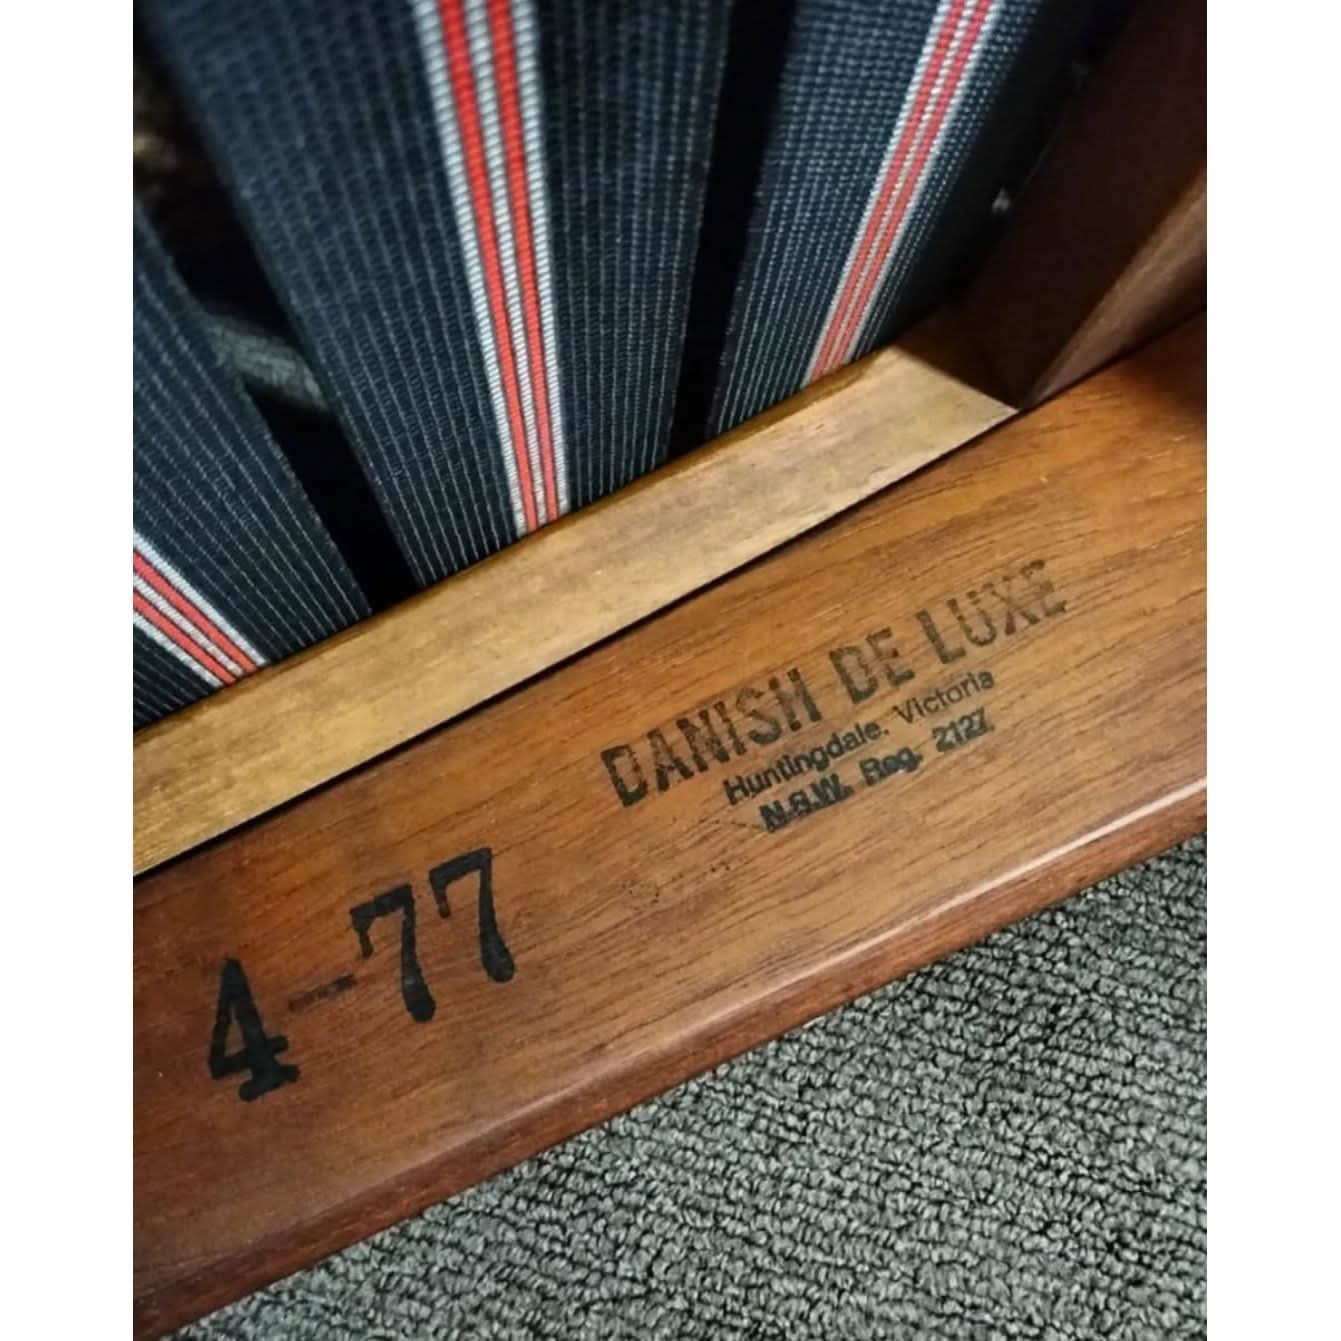 DANISH DE LUXE
Huntingdale, Victoria
N.S.W. Reg. 2127
4-77